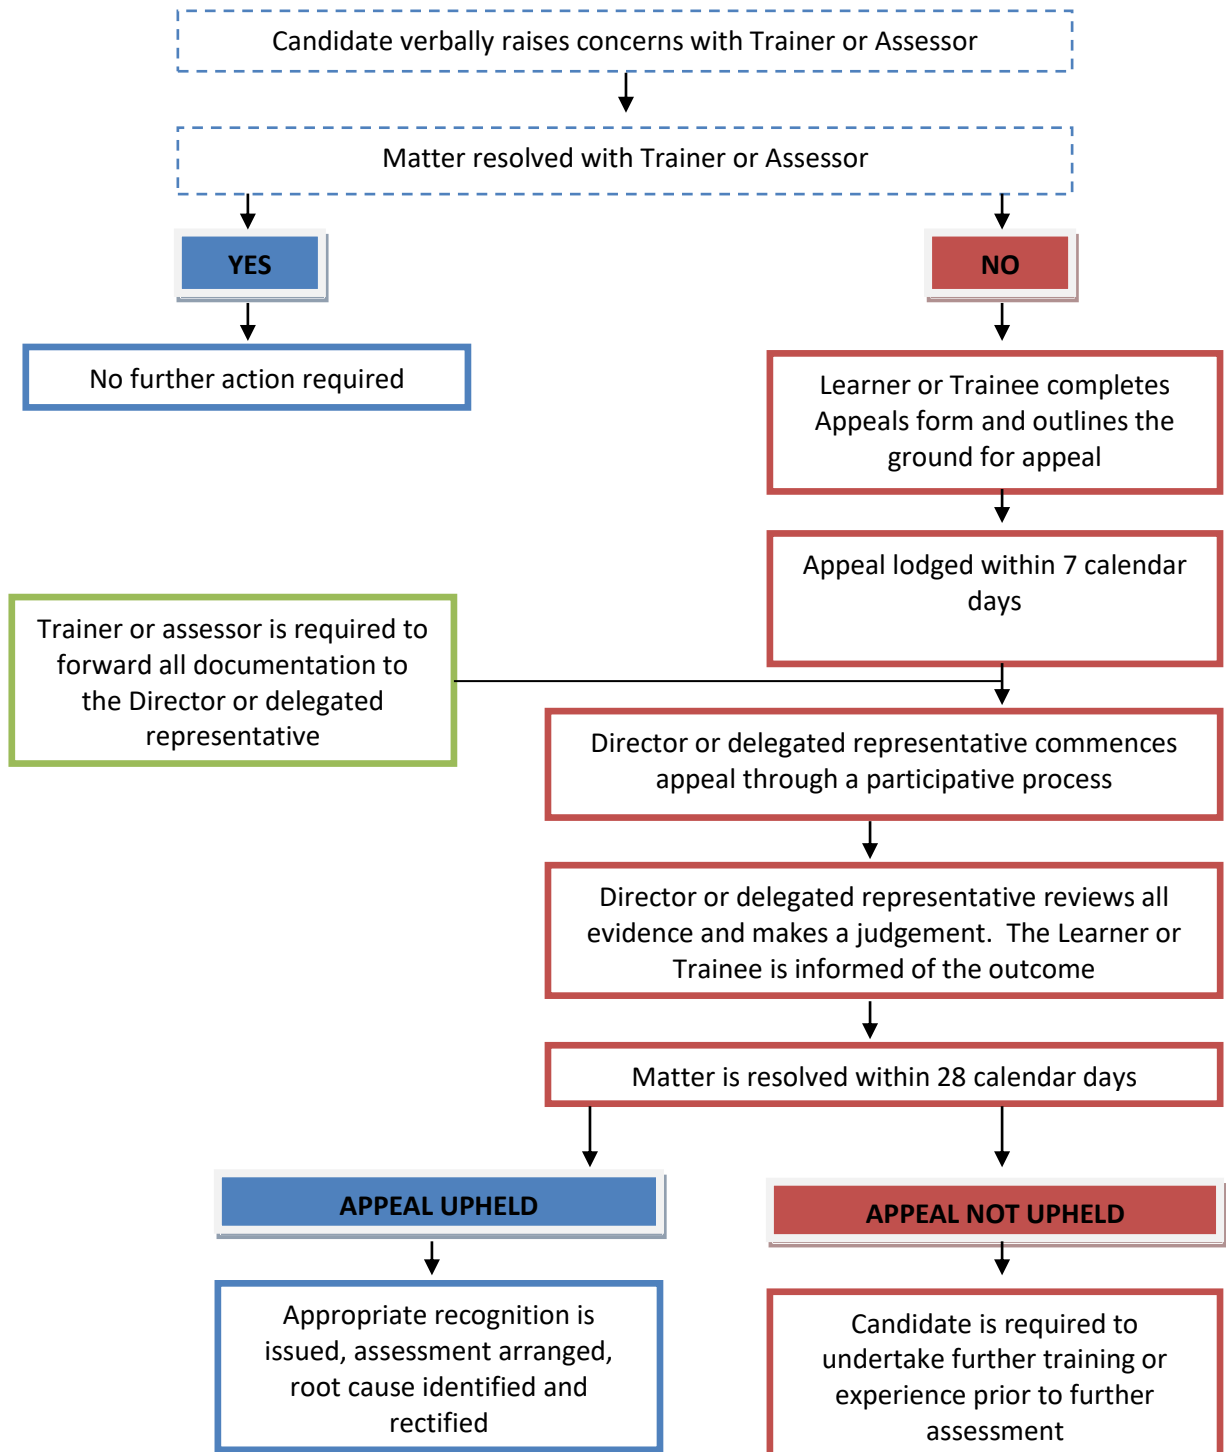 Candidate verbally raises concerns with Trainer or Assessor
Matter resolved with Trainer or Assessor
YES
NO
No further action required
Learner or Trainee completes
Appeals form and outlines the
ground for appeal
Appeal lodged within 7 calendar
days
Trainer or assessor is required to
forward all documentation to
the Director or delegated
representative
Director or delegated representative commences
appeal through a participative process
Director or delegated representative reviews all
evidence and makes a judgement.  The Learner or
Trainee is informed of the outcome
Matter is resolved within 28 calendar days
APPEAL UPHELD
APPEAL NOT UPHELD
Appropriate recognition is
issued, assessment arranged,
root cause identified and
rectified
Candidate is required to
undertake further training or
experience prior to further
assessment